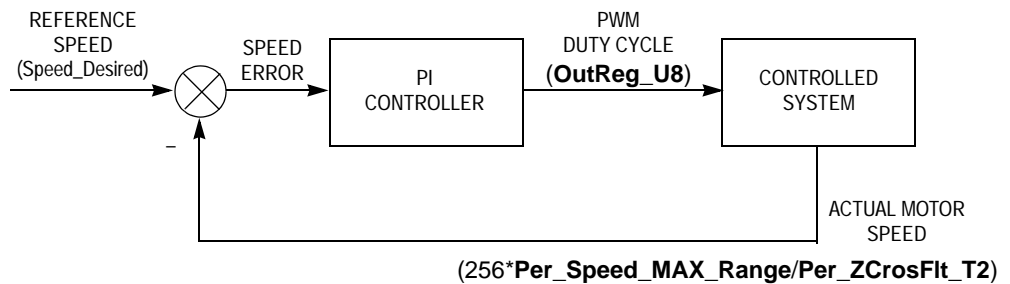 REFERENCE
SPEED
(Speed_Desired)
SPEED
ERROR
PI
CONTROLLER
PWM
DUTY CYCLE
(OutReg_U8)
CONTROLLED
SYSTEM
–
ACTUAL MOTOR
SPEED
(256*Per_Speed_MAX_Range/Per_ZCrosFlt_T2)